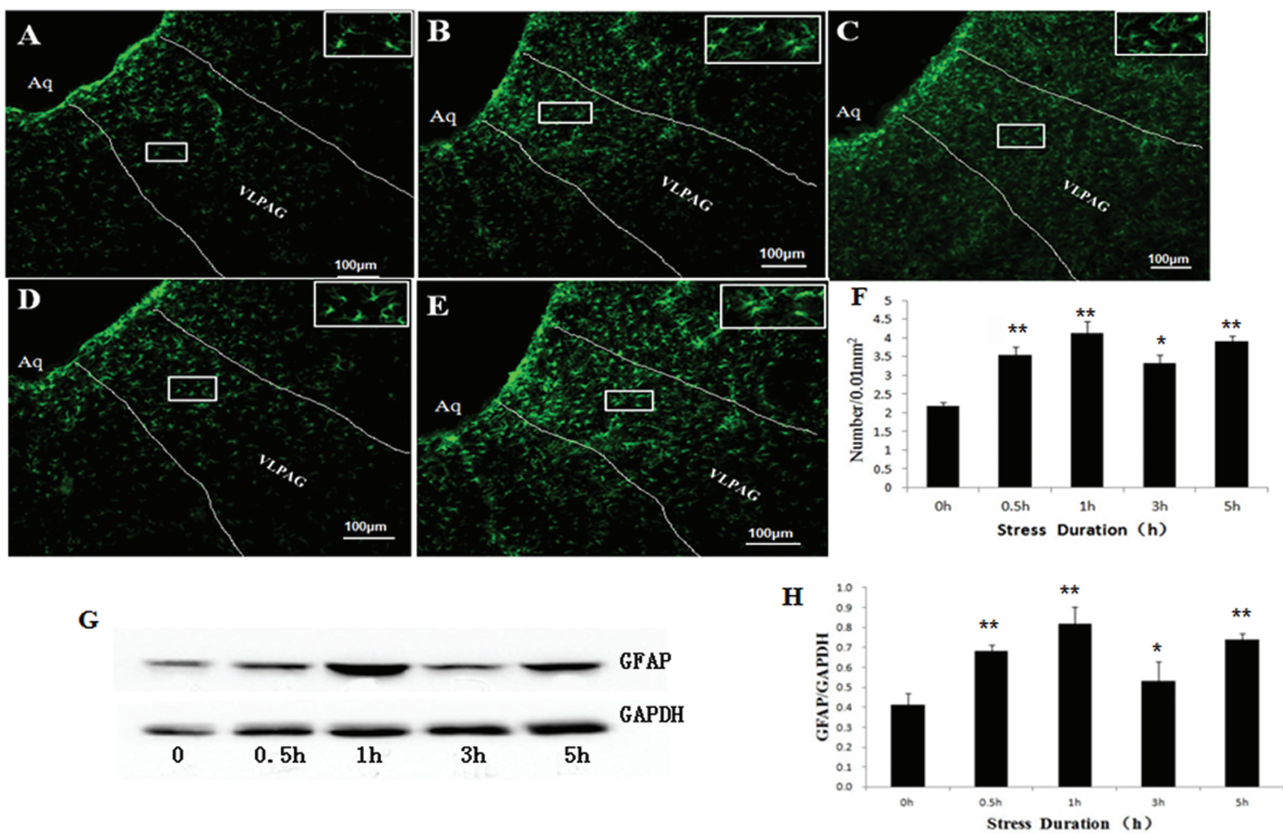 A
Aq
VLPAG
100μm
B
Aq
VLPAG
100μm
C
Aq
VLPAG
100μm
D
Aq
VLPAG
100μm
E
Aq
VLPAG
100μm
F
Number/0.01mm²
5
4.5
4
3.5
3
2.5
2
1.5
1
0.5
0
** ** * **
0h 0.5h 1h 3h 5h
Stress Duration (h)
G
GFAP
GAPDH
0 0.5h 1h 3h 5h
H
GFAP/GAPDH
1.0
0.9
0.8
0.7
0.6
0.5
0.4
0.3
0.2
0.1
0.0
** ** * **
0h 0.5h 1h 3h 5h
Stress Duration (h)